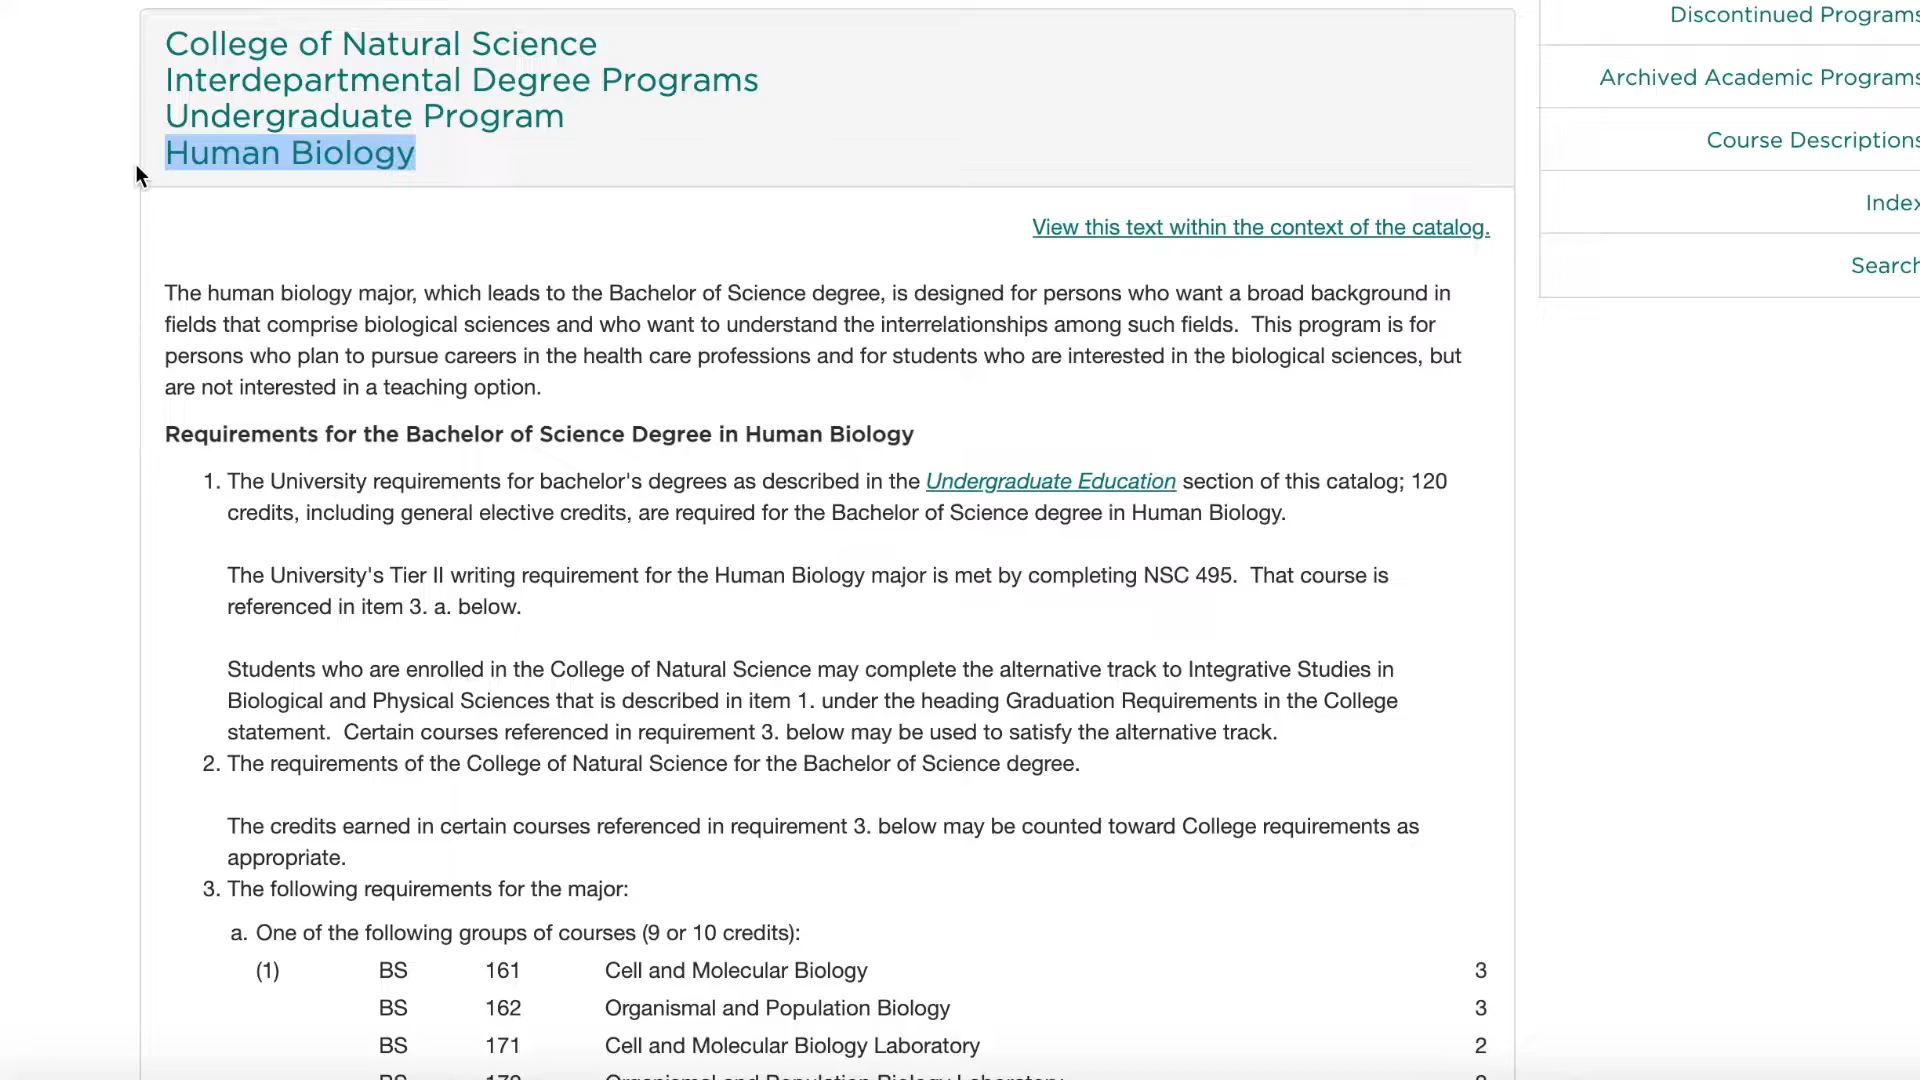 College of Natural Science
Interdepartmental Degree Programs
Undergraduate Program
Human Biology
View this text within the context of the catalog.
The human biology major, which leads to the Bachelor of Science degree, is designed for persons who want a broad background in
fields that comprise biological sciences and who want to understand the interrelationships among such fields.  This program is for
persons who plan to pursue careers in the health care professions and for students who are interested in the biological sciences, but
are not interested in a teaching option.
Requirements for the Bachelor of Science Degree in Human Biology
1. The University requirements for bachelor's degrees as described in the Undergraduate Education section of this catalog; 120
credits, including general elective credits, are required for the Bachelor of Science degree in Human Biology.
The University's Tier II writing requirement for the Human Biology major is met by completing NSC 495.  That course is
referenced in item 3. a. below.
Students who are enrolled in the College of Natural Science may complete the alternative track to Integrative Studies in
Biological and Physical Sciences that is described in item 1. under the heading Graduation Requirements in the College
statement.  Certain courses referenced in requirement 3. below may be used to satisfy the alternative track.
2. The requirements of the College of Natural Science for the Bachelor of Science degree.
The credits earned in certain courses referenced in requirement 3. below may be counted toward College requirements as
appropriate.
3. The following requirements for the major:
a. One of the following groups of courses (9 or 10 credits):
(1) BS 161 Cell and Molecular Biology 3
BS 162 Organismal and Population Biology 3
BS 171 Cell and Molecular Biology Laboratory 2
Organismal and Population Biology Laboratory
Discontinued Programs
Archived Academic Programs
Course Descriptions
Index
Search